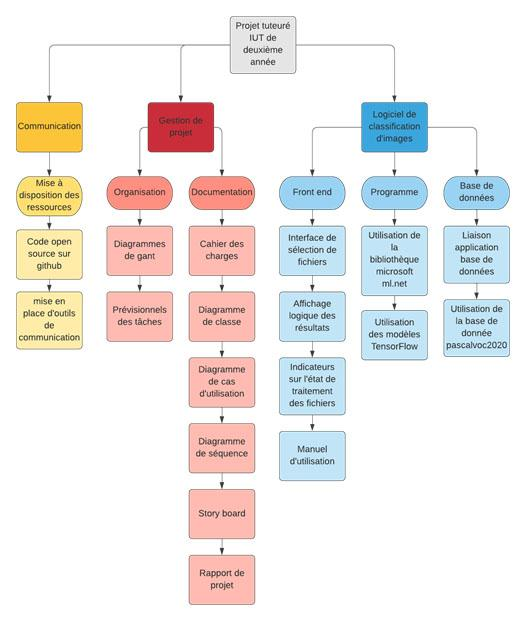 Projet tuteuré
IUT de
deuxième
année
Communication
Gestion de
projet
Logiciel de
classification
d'images
Mise à
disposition des
ressources
Organisation
Documentation
Front end
Programme
Base de
données
Code open
source sur
github
Diagrammes
de gant
Cahier des
charges
Interface de
sélection de
fichiers
Utilisation de
la
bibliothèque
microsoft
ml.net
Liaison
application
base de
données
mise en
place d'outils
de
communication
Prévisionnels
des tâches
Diagramme
de classe
Affichage
logique des
résultats
Utilisation
des modèles
TensorFlow
Utilisation de
la base de
donnée
pascalvoc2020
Diagramme
de cas
d'utilisation
Indicateurs
sur l'état de
traitement
des fichiers
Diagramme
de séquence
Manuel
d'utilisation
Story board
Rapport de
projet